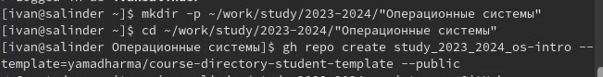 [ivan@salinder ~]$ mkdir -p ~/work/study/2023-2024/"Операционные системы"
[ivan@salinder ~]$ cd ~/work/study/2023-2024/"Операционные системы"
[ivan@salinder Операционные системы]$ gh repo create study_2023_2024_os-intro --
template=yamadharma/course-directory-student-template --public